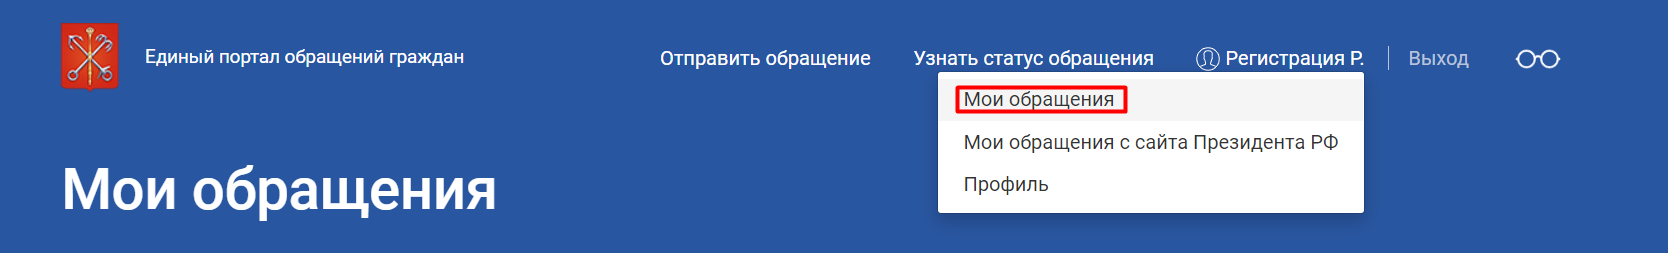 Единый портал обращений граждан
Отправить обращение
Узнать статус обращения
Регистрация Р.
Выход
Мои обращения
Мои обращения с сайта Президента РФ
Профиль
Мои обращения